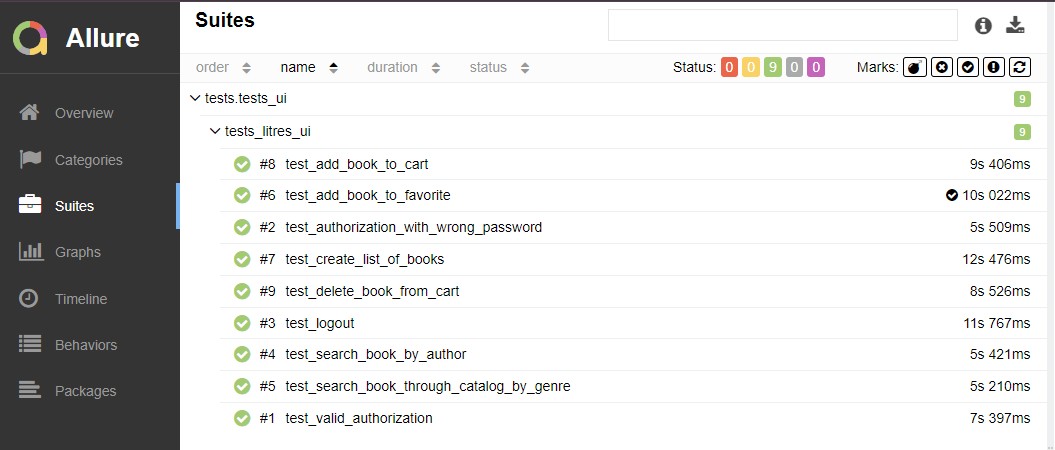 Allure
Overview
Categories
Suites
Graphs
Timeline
Behaviors
Packages
Suites
order name duration status Status: 0 0 9 0 0 Marks:
tests.tests_ui 9
tests_litres_ui 9
#8 test_add_book_to_cart 9s 406ms
#6 test_add_book_to_favorite 10s 022ms
#2 test_authorization_with_wrong_password 5s 509ms
#7 test_create_list_of_books 12s 476ms
#9 test_delete_book_from_cart 8s 526ms
#3 test_logout 11s 767ms
#4 test_search_book_by_author 5s 421ms
#5 test_search_book_through_catalog_by_genre 5s 210ms
#1 test_valid_authorization 7s 397ms